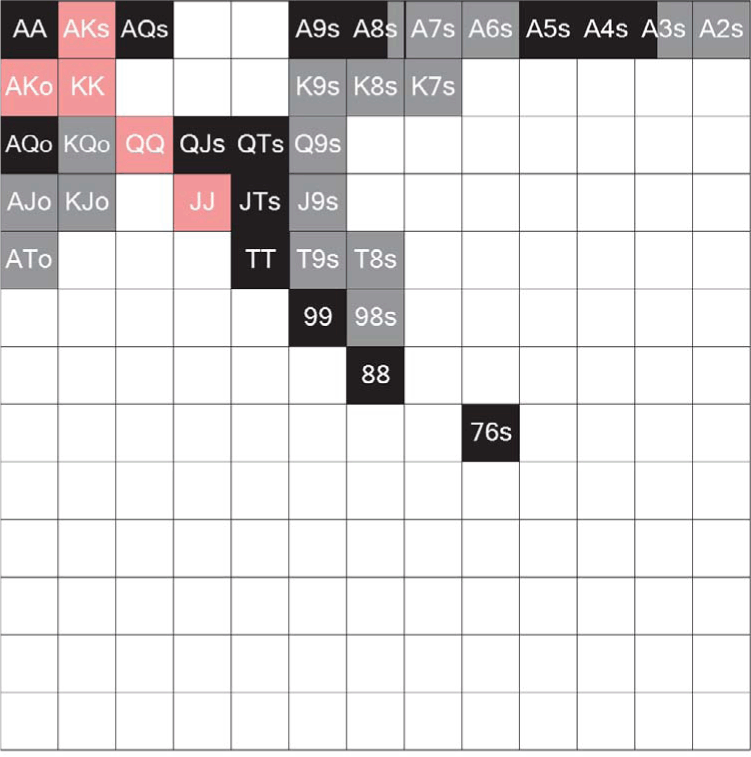 AA AKs AQs A9s A8s A7s A6s A5s A4s A3s A2s
AKo KK K9s K8s K7s
AQo KQo QQ QJs QTs Q9s
AJo KJo JJ JTs J9s
ATo TT T9s T8s
99 98s
88
76s